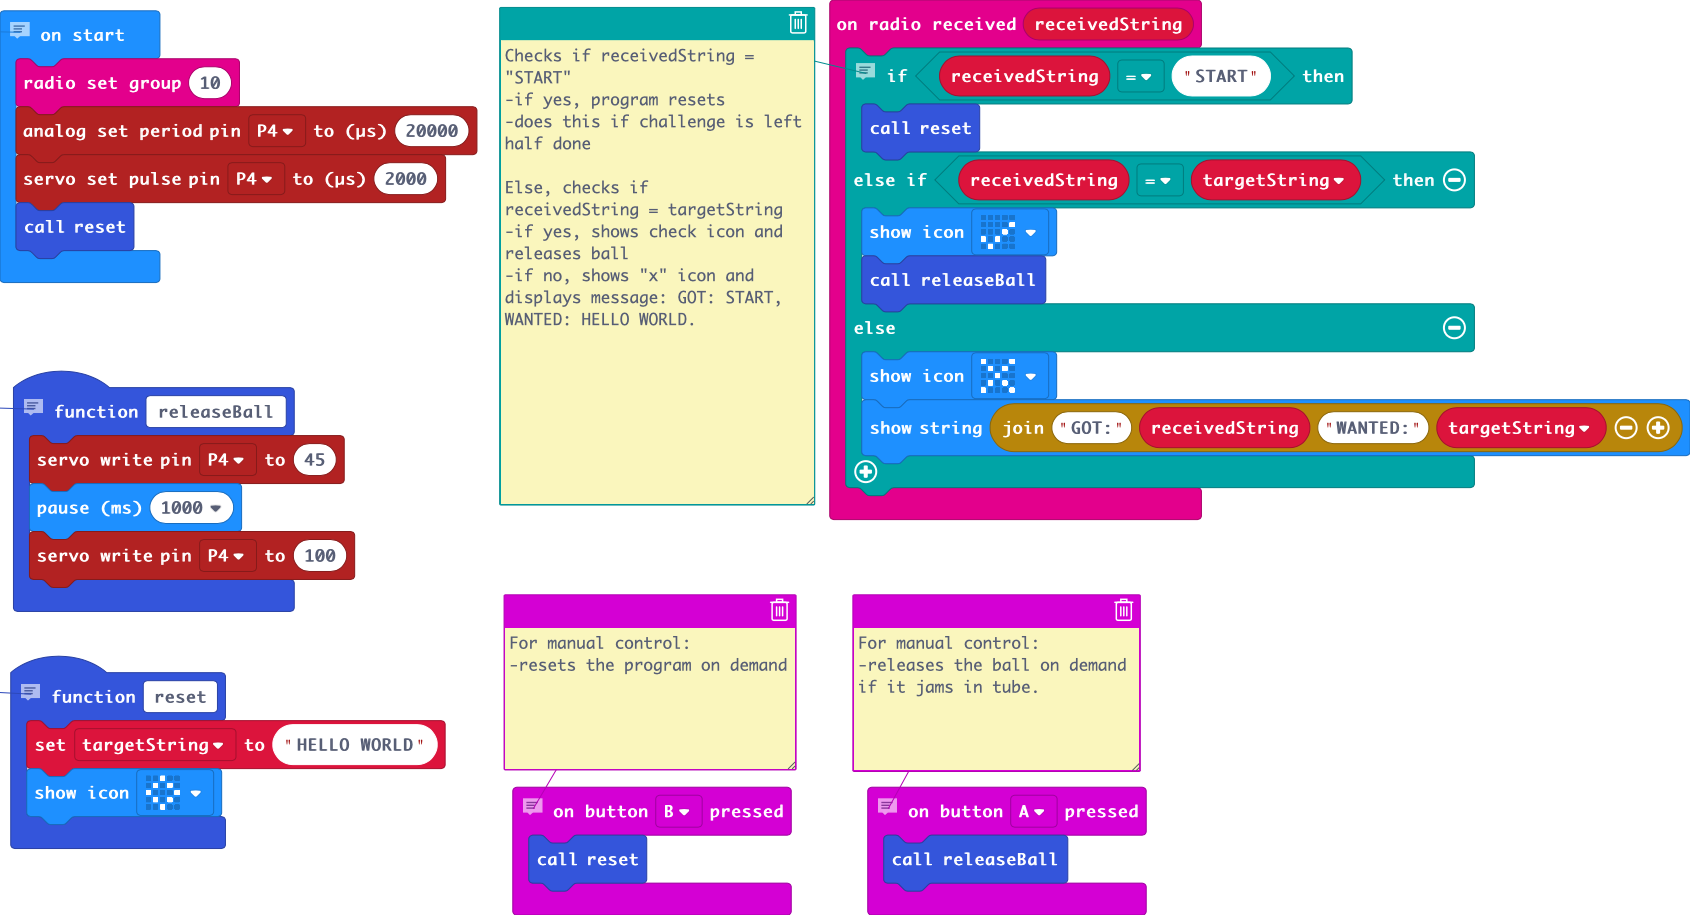 on start
radio set group 10
analog set period pin P4 to (µs) 20000
servo set pulse pin P4 to (µs) 2000
call reset
function releaseBall
servo write pin P4 to 45
pause (ms) 1000
servo write pin P4 to 100
function reset
set targetString to "HELLO WORLD"
show icon
Checks if receivedString =
"START"
-if yes, program resets
-does this if challenge is left
half done
Else, checks if
receivedString = targetString
-if yes, shows check icon and
releases ball
-if no, shows "x" icon and
displays message: GOT: START,
WANTED: HELLO WORLD.
on radio received receivedString
if receivedString = "START" then
call reset
else if receivedString = targetString then
show icon
call releaseBall
else
show icon
show string join "GOT:" receivedString "WANTED:" targetString
For manual control:
-resets the program on demand
on button B pressed
call reset
For manual control:
-releases the ball on demand
if it jams in tube.
on button A pressed
call releaseBall